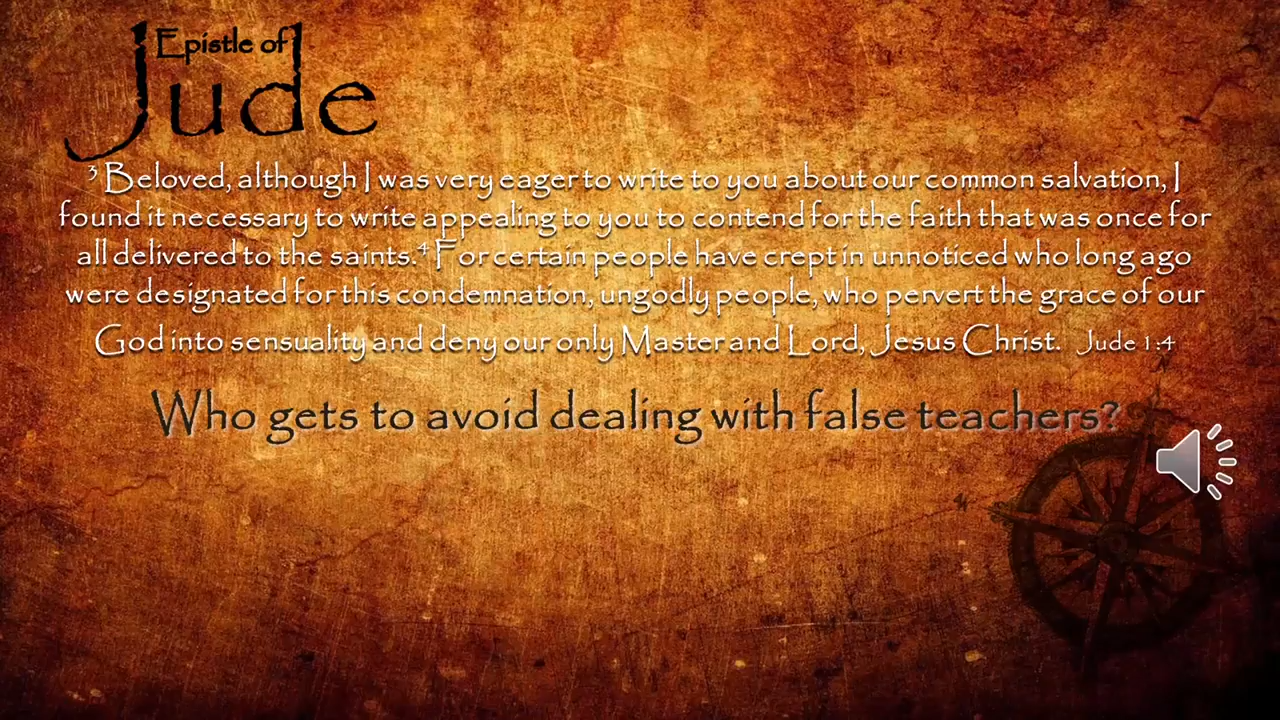 Epistle of
Jude
³ Beloved, although I was very eager to write to you about our common salvation, I
found it necessary to write appealing to you to contend for the faith that was once for
all delivered to the saints.⁴ For certain people have crept in unnoticed who long ago
were designated for this condemnation, ungodly people, who pervert the grace of our
God into sensuality and deny our only Master and Lord, Jesus Christ. Jude 1:4
Who gets to avoid dealing with false teachers?